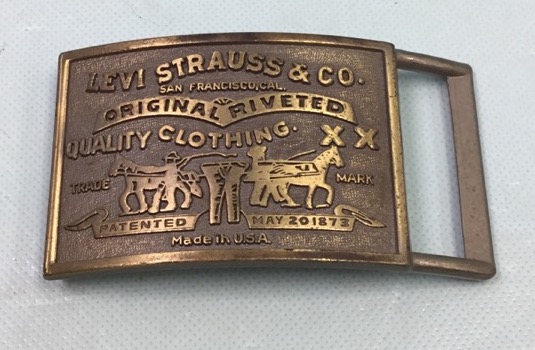 LEVI STRAUSS & CO.
SAN FRANCISCO, CAL.
ORIGINAL RIVETED
QUALITY CLOTHING. XX
TRADE MARK
PATENTED MAY 20 1873
Made in U.S.A.